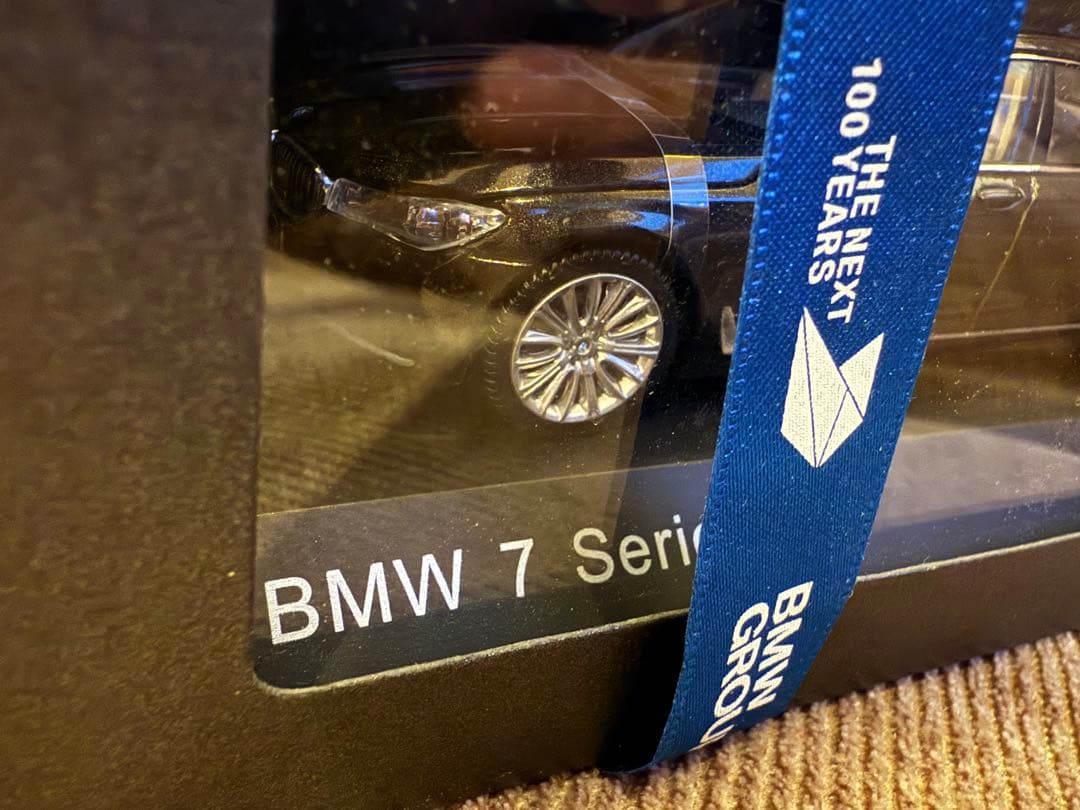 THE NEXT
100 YEARS
BMW 7 Serie
BMW
GROU